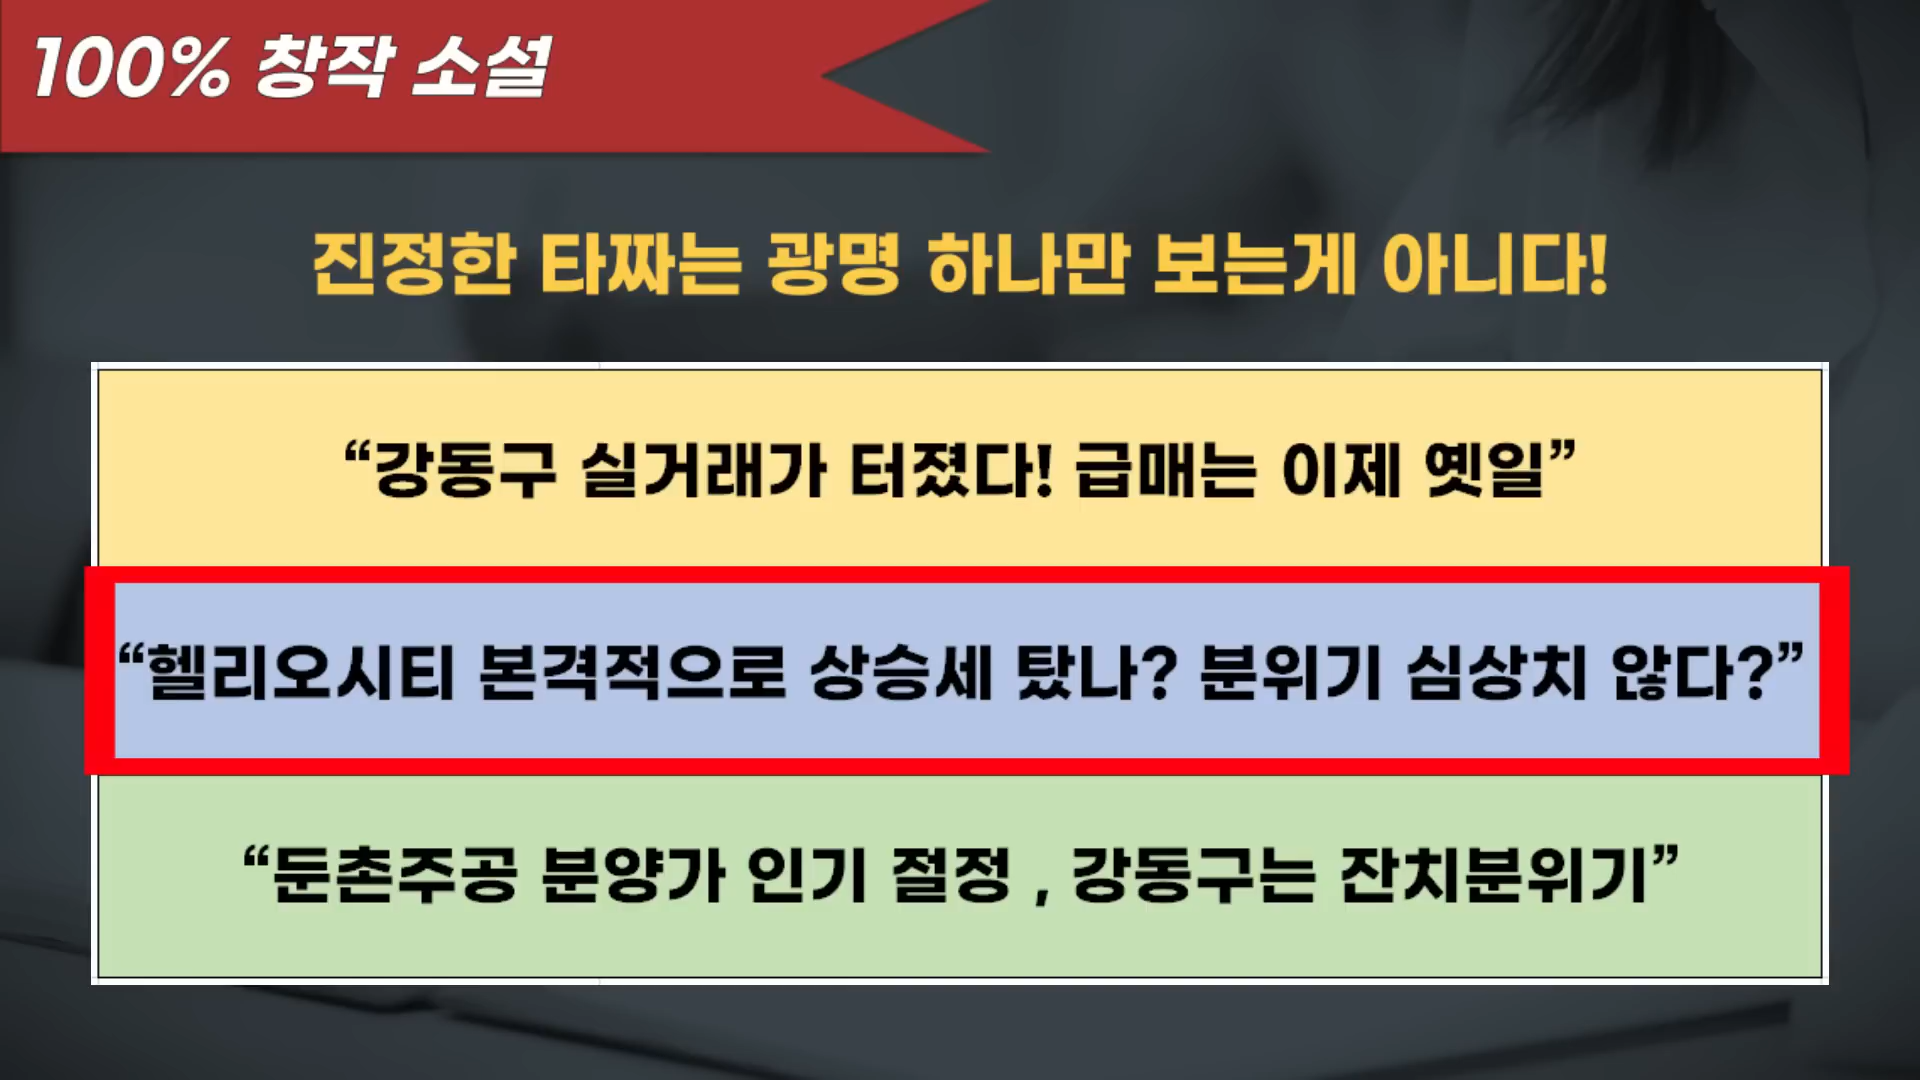 100% 창작 소설
진정한 타짜는 광명 하나만 보는게 아니다!
“강동구 실거래가 터졌다! 급매는 이제 옛일”
“헬리오시티 본격적으로 상승세 탔나? 분위기 심상치 않다?”
“둔촌주공 분양가 인기 절정 , 강동구는 잔치분위기”